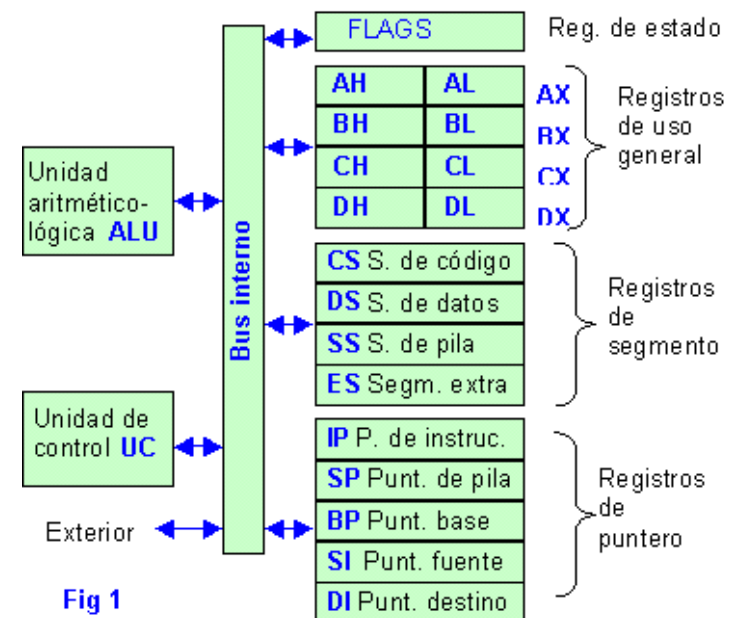 FLAGS
Reg. de estado
AH AL AX
BH BL BX
CH CL CX
DH DL DX
Registros
de uso
general
Unidad
aritmético-
lógica ALU
Bus interno
CS S. de código
DS S. de datos
SS S. de pila
ES Segm. extra
Registros
de
segmento
Unidad de
control UC
Exterior
IP P. de instruc.
SP Punt. de pila
BP Punt. base
SI Punt. fuente
DI Punt. destino
Registros
de
puntero
Fig 1